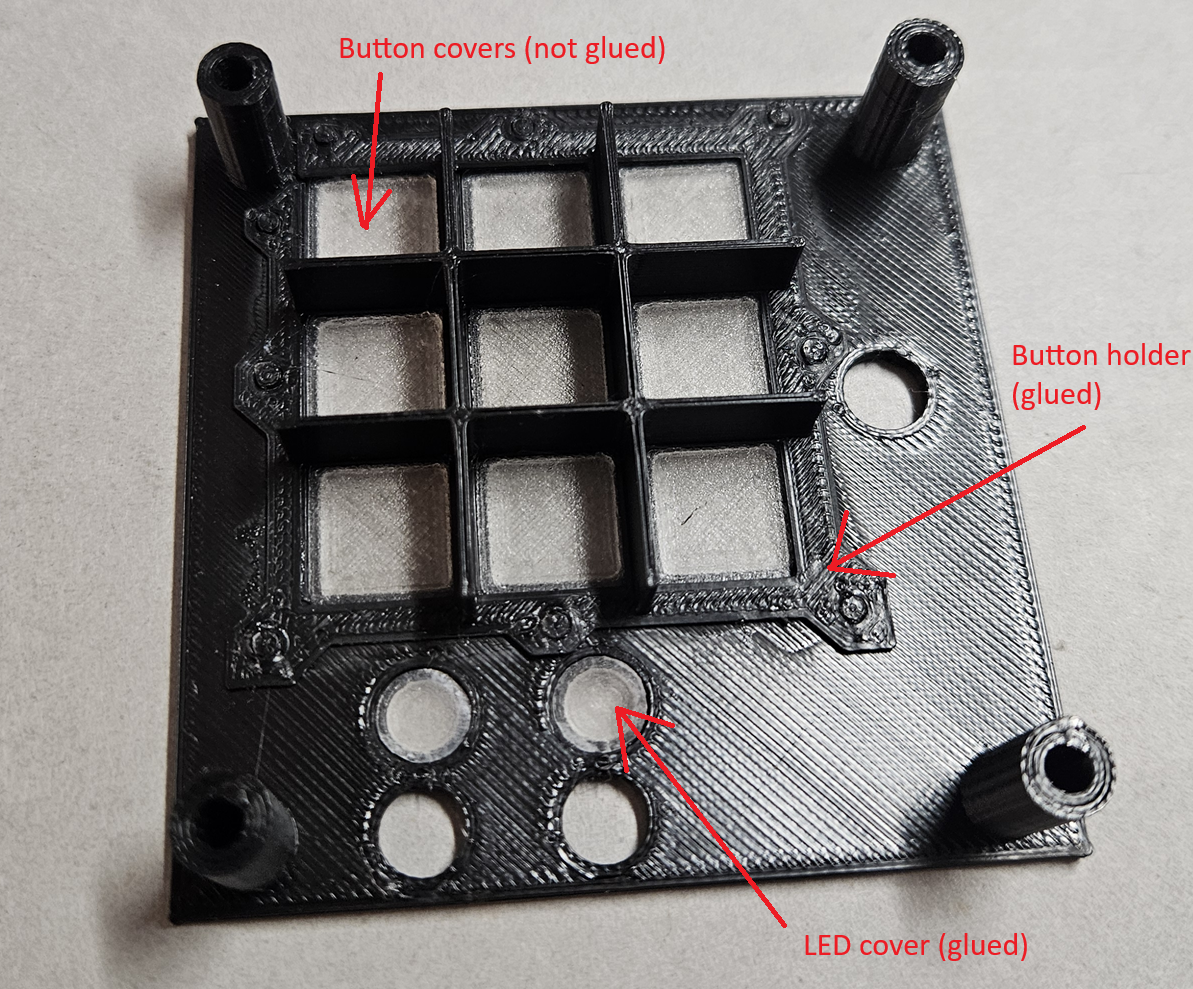 Button covers (not glued)
Button holder
(glued)
LED cover (glued)